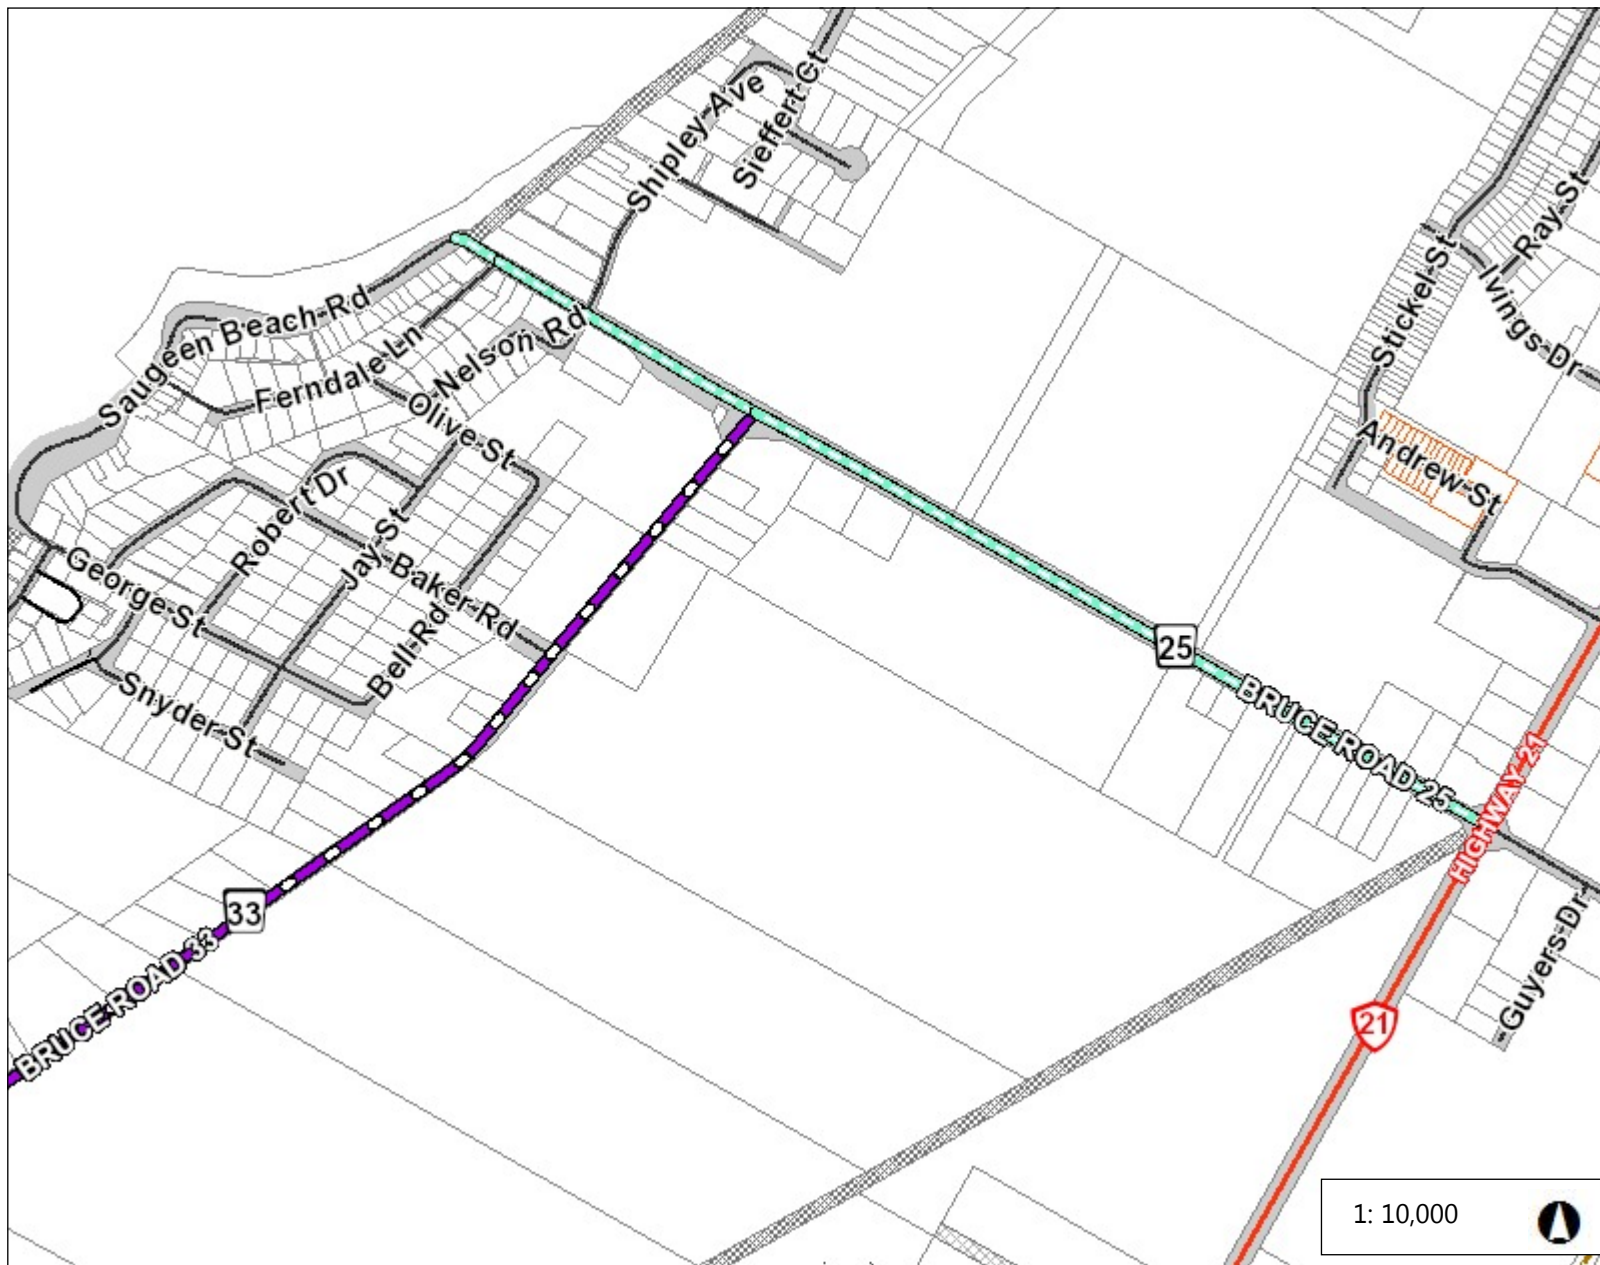 Shipley Ave
Sieffert Ct
Ray St
Stickel St
Ivings Dr
Saugeen Beach Rd
Nelson Rd
Ferndale Ln
Olive St
Andrew St
Robert Dr
Jay St
George St
Baker Rd
Bell Rd
25
BRUCE ROAD 25
Snyder St
HIGHWAY 21
33
BRUCE ROAD 33
Guyers Dr
21
1: 10,000